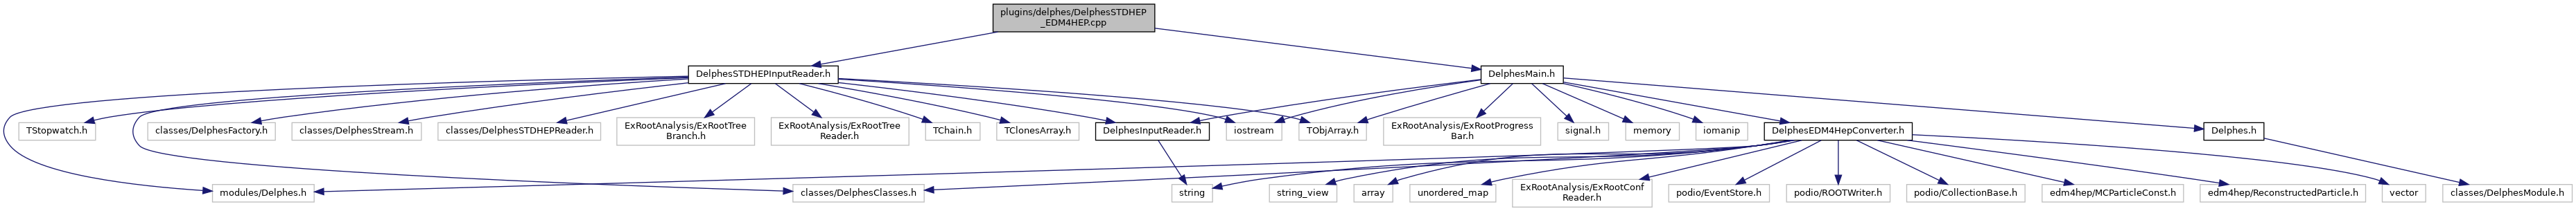 plugins/delphes/DelphesSTDHEP
_EDM4HEP.cpp
DelphesSTDHEPInputReader.h
DelphesMain.h
TStopwatch.h
classes/DelphesFactory.h
classes/DelphesStream.h
classes/DelphesSTDHEPReader.h
ExRootAnalysis/ExRootTree
Branch.h
ExRootAnalysis/ExRootTree
Reader.h
TChain.h
TClonesArray.h
DelphesInputReader.h
iostream
TObjArray.h
ExRootAnalysis/ExRootProgress
Bar.h
signal.h
memory
iomanip
DelphesEDM4HepConverter.h
Delphes.h
modules/Delphes.h
classes/DelphesClasses.h
string
string_view
array
unordered_map
ExRootAnalysis/ExRootConf
Reader.h
podio/EventStore.h
podio/ROOTWriter.h
podio/CollectionBase.h
edm4hep/MCParticleConst.h
edm4hep/ReconstructedParticle.h
vector
classes/DelphesModule.h